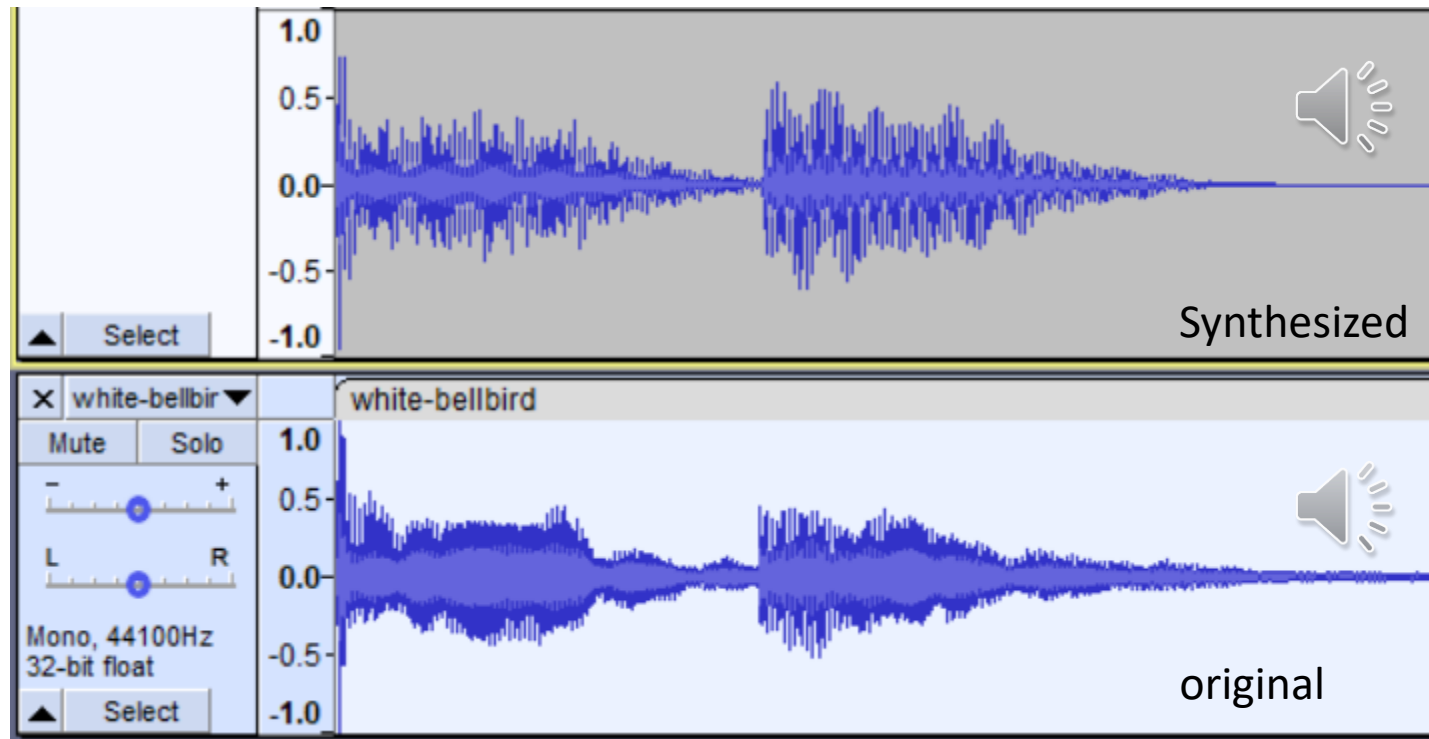 1.0
0.5-
0.0-
-0.5-
-1.0
Select
Synthesized
white-bellbir
white-bellbird
Mute Solo
1.0
- +
0.5-
L R
0.0-
Mono, 44100Hz
32-bit float
-0.5-
Select
-1.0
original